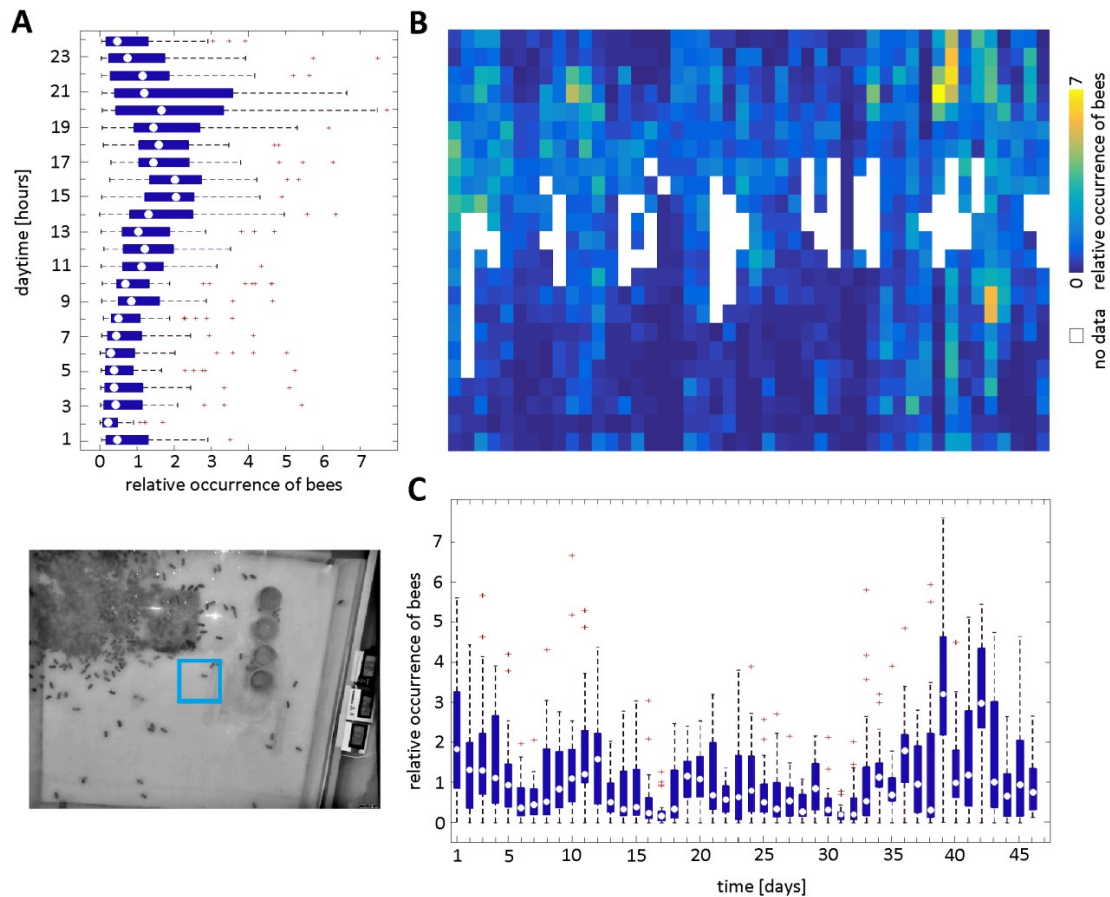 A
daytime [hours]
23
21
19
17
15
13
11
9
7
5
3
1
0 1 2 3 4 5 6 7
relative occurrence of bees
B
0 relative occurrence of bees 7
no data
C
relative occurrence of bees
7
6
5
4
3
2
1
0
1 5 10 15 20 25 30 35 40 45
time [days]